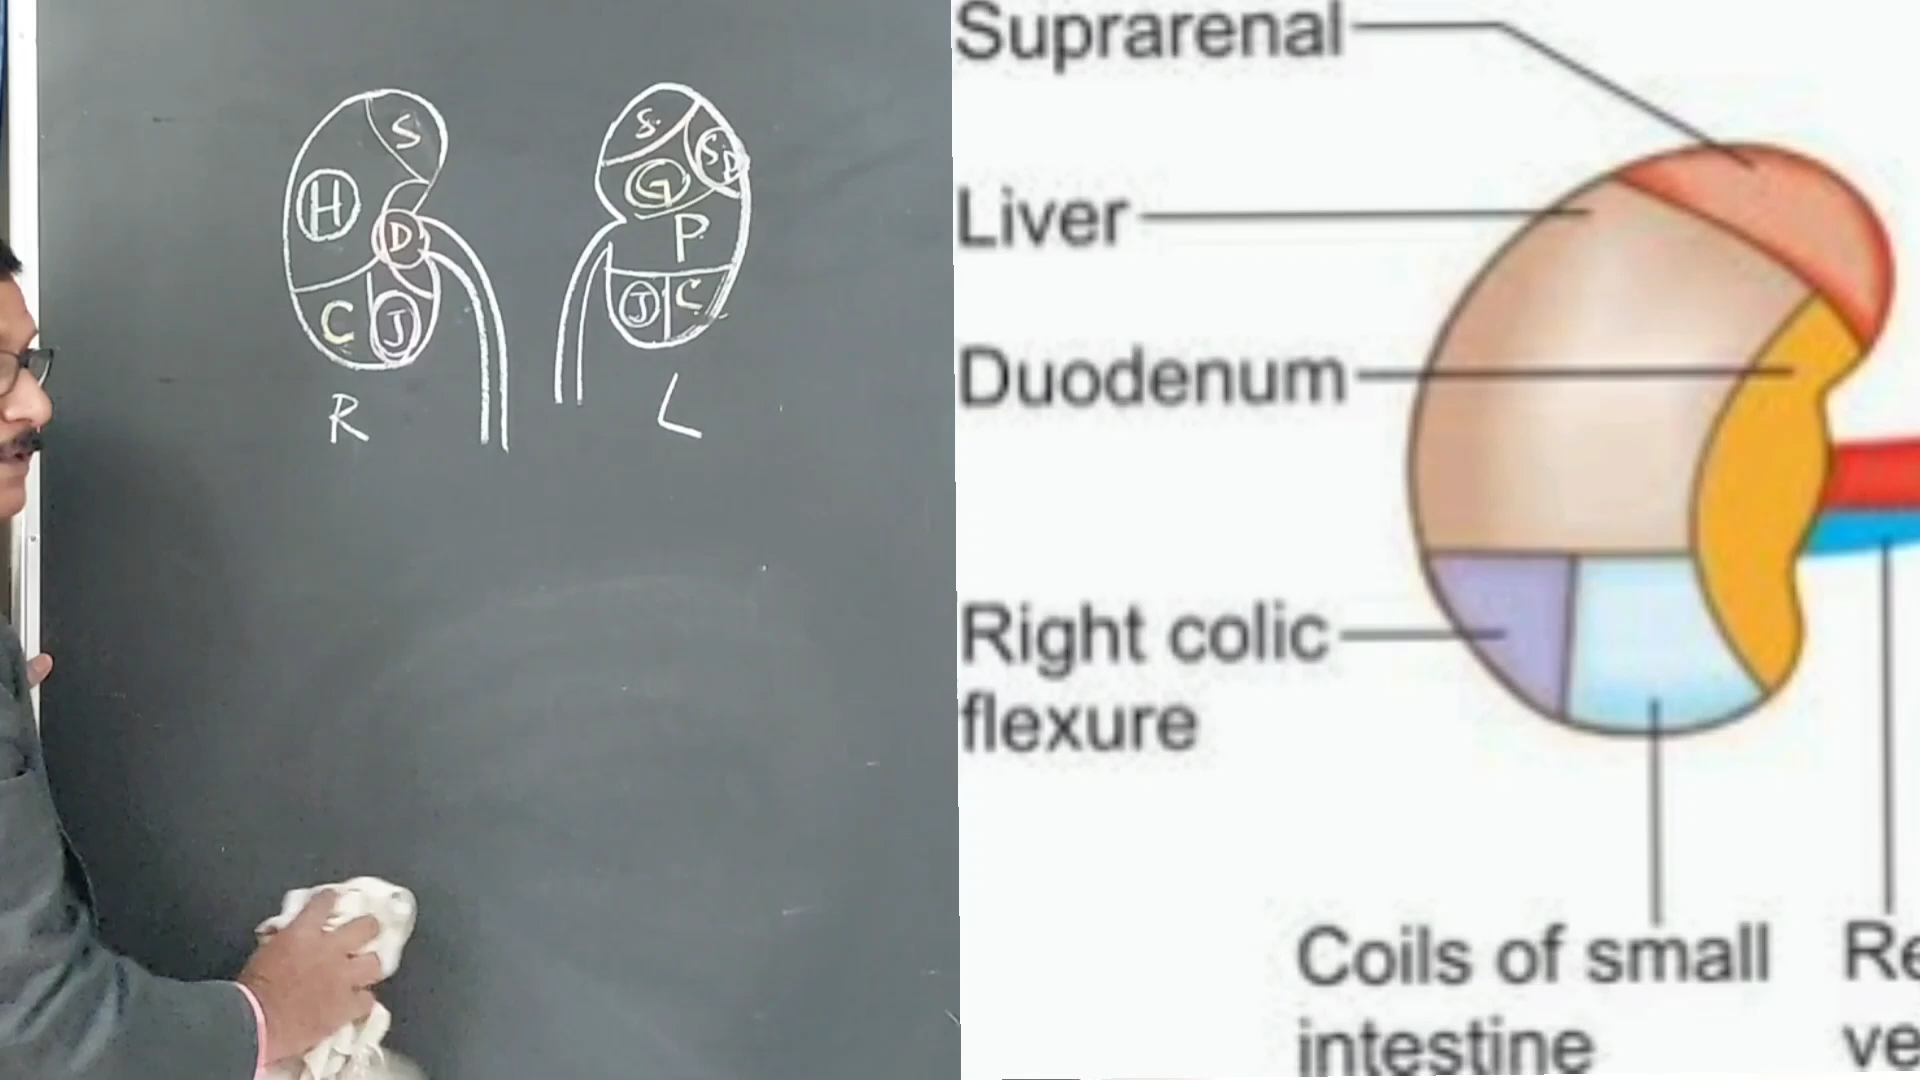 S
H
D
C
J
R
S
SP
G
P
J
C
L
Suprarenal
Liver
Duodenum
Right colic
flexure
Coils of small
intestine
Re
ve